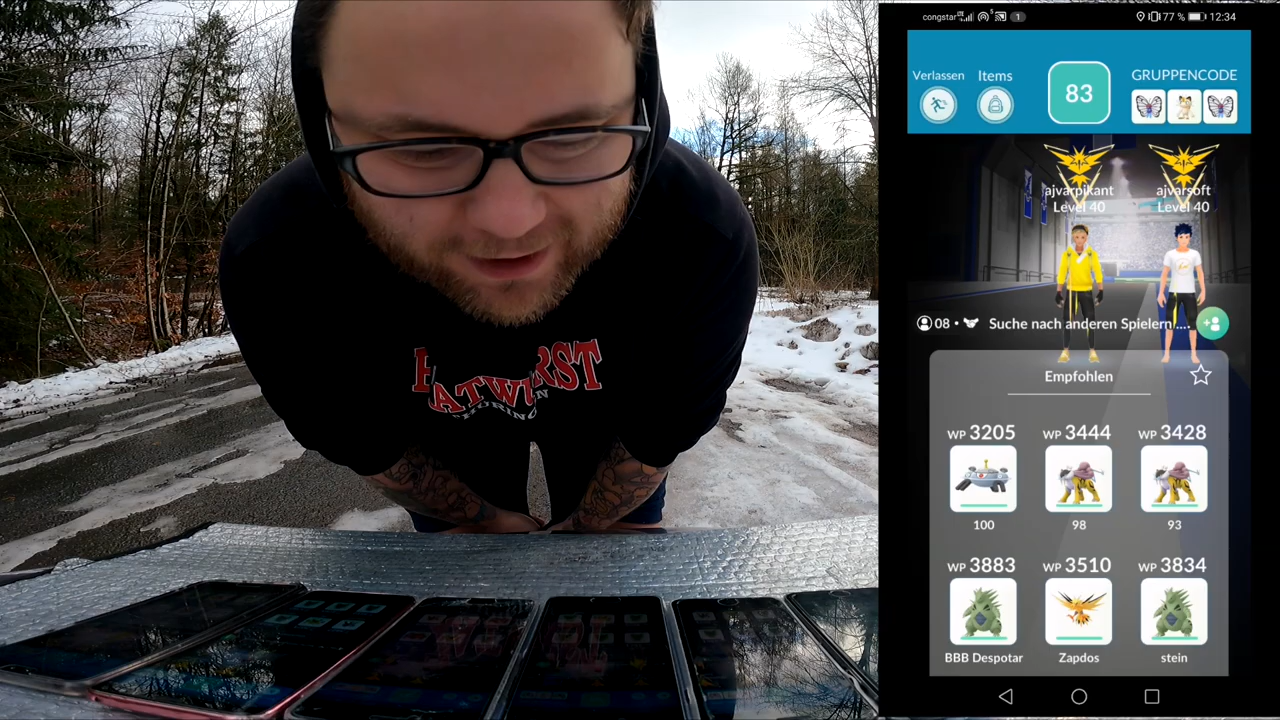 congstar
5
1
77 %
12:34
Verlassen
Items
83
GRUPPENCODE
ajvarpikant
Level 40
ajvarsoft
Level 40
08 • Suche nach anderen Spielern ....
Empfohlen
WP 3205
WP 3444
WP 3428
100
98
93
WP 3883
WP 3510
WP 3834
BBB Despotar
Zapdos
stein